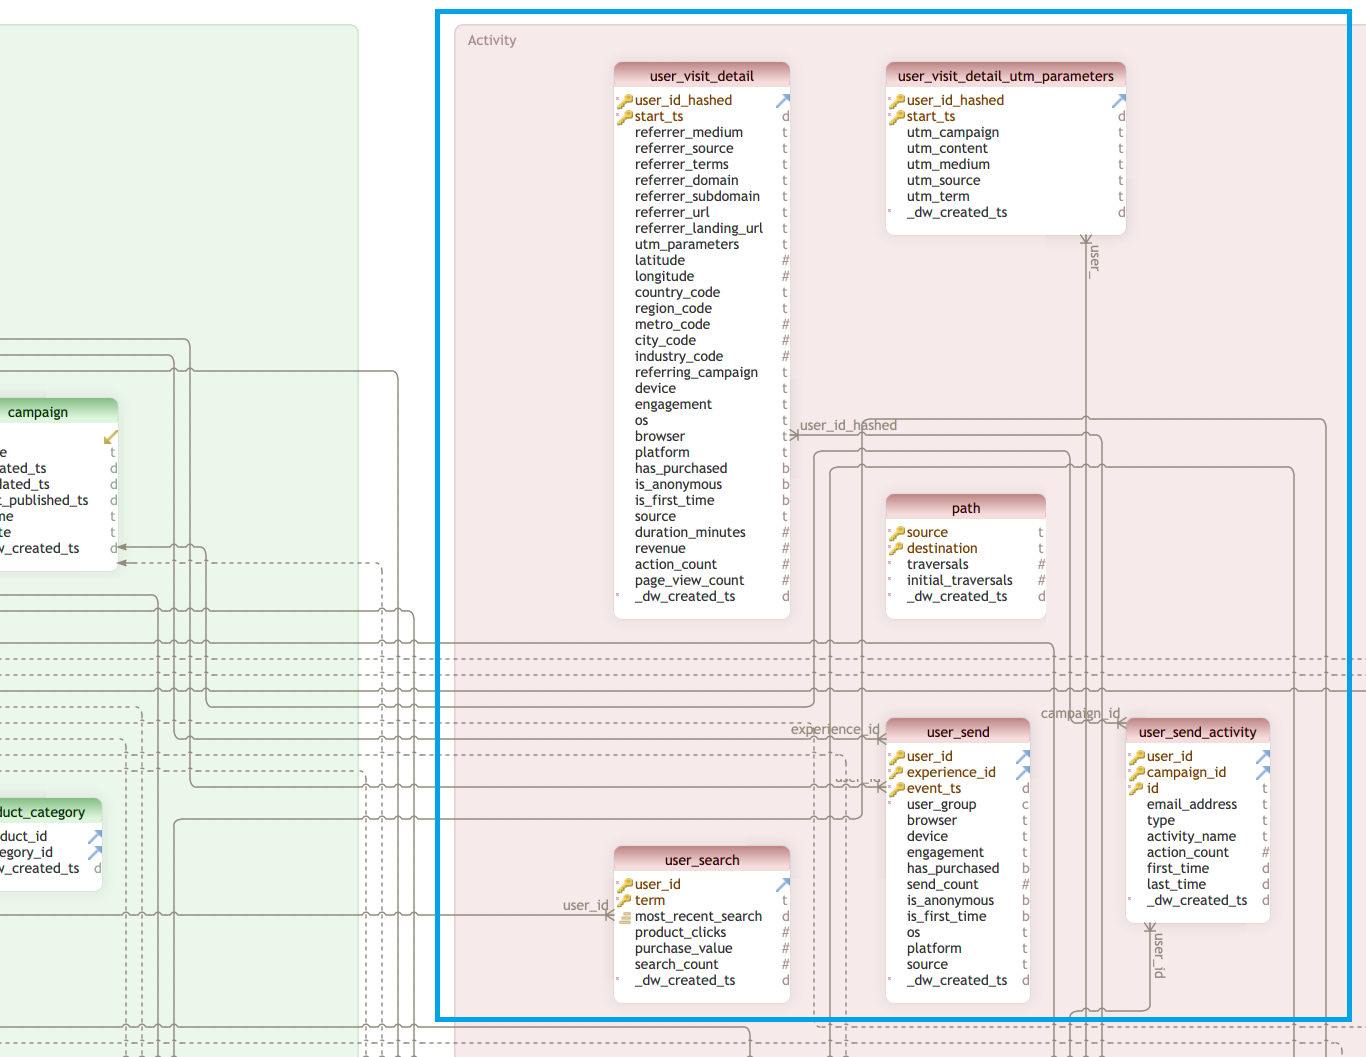 Activity
user_visit_detail
user_id_hashed
start_ts d
referrer_medium t
referrer_source t
referrer_terms t
referrer_domain t
referrer_subdomain t
referrer_url t
referrer_landing_url t
utm_parameters t
latitude #
longitude #
country_code t
region_code t
metro_code #
city_code #
industry_code #
referring_campaign t
device t
engagement t
os t
browser t
platform t
has_purchased b
is_anonymous b
is_first_time b
source t
duration_minutes #
revenue #
action_count #
page_view_count #
_dw_created_ts d
user_visit_detail_utm_parameters
user_id_hashed
start_ts d
utm_campaign t
utm_content t
utm_medium t
utm_source t
utm_term t
_dw_created_ts d
user_
user_id_hashed
campaign
e t
ated_ts d
dated_ts d
t_published_ts d
me t
te t
w_created_ts d
path
source t
destination t
traversals #
initial_traversals #
_dw_created_ts d
experience_id
campaign_id
user_send
user_id
experience_id
event_ts d
user_group c
browser t
device t
engagement t
has_purchased b
send_count #
is_anonymous b
is_first_time b
os t
platform t
source t
_dw_created_ts d
user_send_activity
user_id
campaign_id
id t
email_address t
type t
activity_name t
action_count #
first_time d
last_time d
_dw_created_ts d
user_id
duct_category
duct_id
egory_id
w_created_ts d
user_id
user_search
user_id
term t
most_recent_search d
product_clicks #
purchase_value #
search_count #
_dw_created_ts d